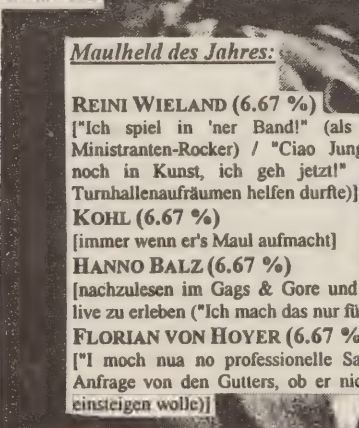 Maulheld des Jahres:
REINI WIELAND (6.67 %)
["Ich spiel in 'ner Band!" (als
Ministranten-Rocker) / "Ciao Jung
noch in Kunst, ich geh jetzt!"
Turnhallenaufräumen helfen durfte)]
KOHL (6.67 %)
[immer wenn er's Maul aufmacht]
HANNO BALZ (6.67 %)
[nachzulesen im Gags & Gore und
live zu erleben ("Ich mach das nur fü
FLORIAN VON HOYER (6.67 %
["I moch nua no professionelle Sa
Anfrage von den Gutters, ob er nic
einsteigen wolle)]